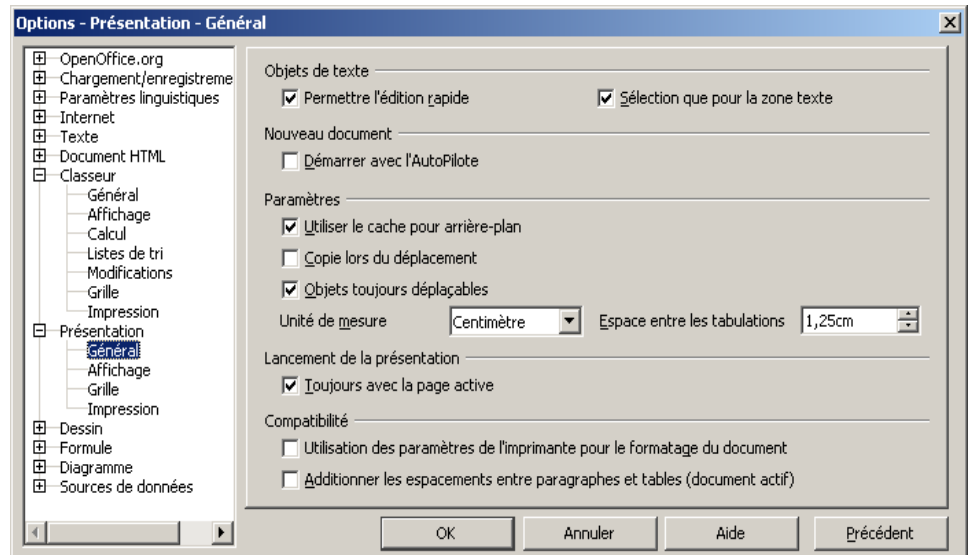 Options - Présentation - Général
OpenOffice.org
Chargement/enregistreme
Paramètres linguistiques
Internet
Texte
Document HTML
Classeur
Général
Affichage
Calcul
Listes de tri
Modifications
Grille
Impression
Présentation
Général
Affichage
Grille
Impression
Dessin
Formule
Diagramme
Sources de données
Objets de texte
Permettre l'édition rapide
Sélection que pour la zone texte
Nouveau document
Démarrer avec l'AutoPilote
Paramètres
Utiliser le cache pour arrière-plan
Copie lors du déplacement
Objets toujours déplaçables
Unité de mesure
Centimètre
Espace entre les tabulations
1,25cm
Lancement de la présentation
Toujours avec la page active
Compatibilité
Utilisation des paramètres de l'imprimante pour le formatage du document
Additionner les espacements entre paragraphes et tables (document actif)
OK
Annuler
Aide
Précédent